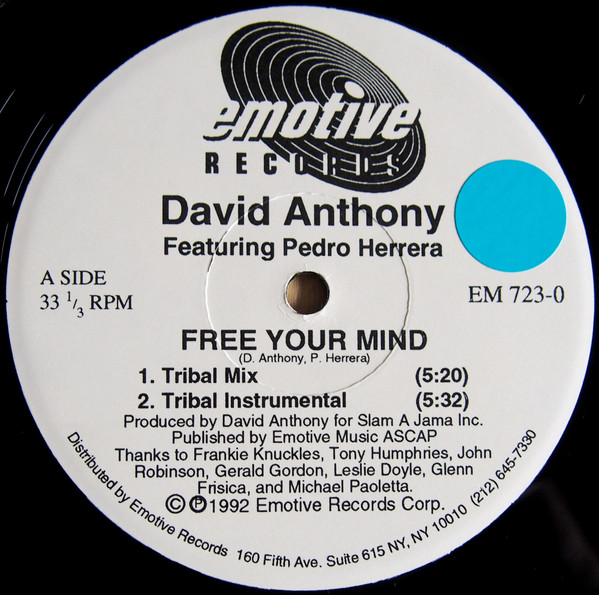 emotive
RECORDS
David Anthony
Featuring Pedro Herrera
A SIDE
33 1/3 RPM
EM 723-0
FREE YOUR MIND
(D. Anthony, P. Herrera)
1. Tribal Mix (5:20)
2. Tribal Instrumental (5:32)
Produced by David Anthony for Slam A Jama Inc.
Published by Emotive Music ASCAP
Thanks to Frankie Knuckles, Tony Humphries, John
Robinson, Gerald Gordon, Leslie Doyle, Glenn
Frisica, and Michael Paoletta.
©℗1992 Emotive Records Corp.
Distributed by Emotive Records 160 Fifth Ave. Suite 615 NY, NY 10010 (212) 645-7330